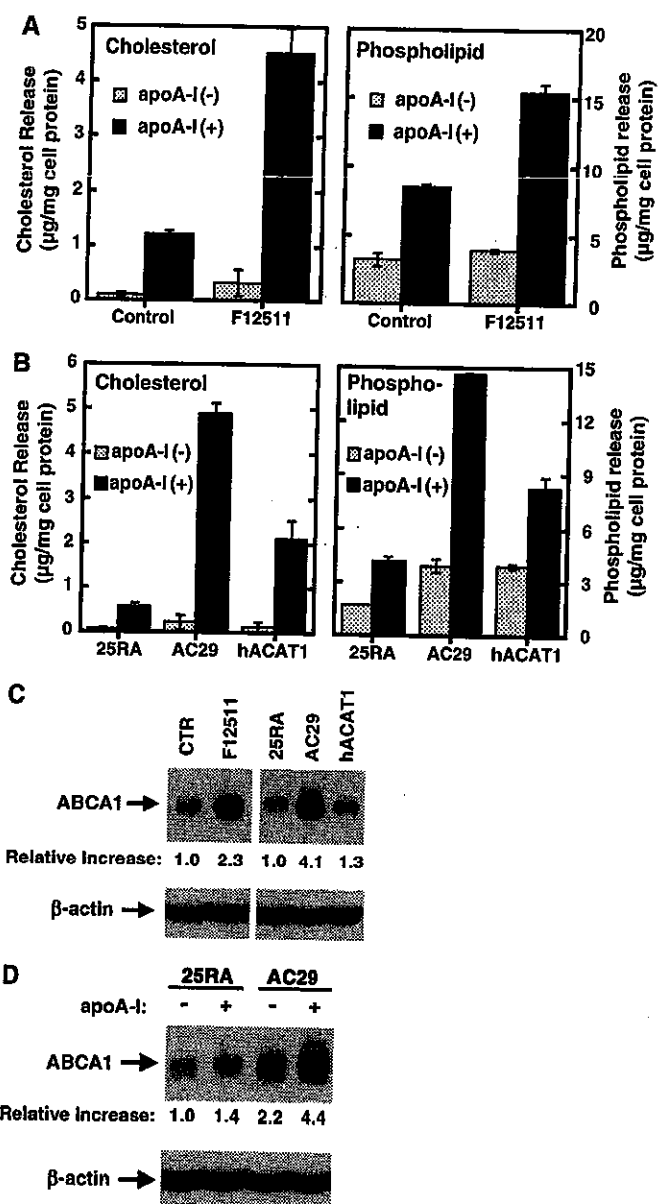 A
Cholesterol Release
(µg/mg cell protein)
5
4
3
2
1
0
Cholesterol
apoA-I (-)
apoA-I (+)
Control
F12511
Phospholipid
apoA-I (-)
apoA-I (+)
Control
F12511
20
15
10
5
0
Phospholipid release
(µg/mg cell protein)
B
Cholesterol Release
(µg/mg cell protein)
6
5
4
3
2
1
0
Cholesterol
apoA-I (-)
apoA-I (+)
25RA
AC29
hACAT1
Phospho-
lipid
apoA-I (-)
apoA-I (+)
25RA
AC29
hACAT1
15
12
9
6
3
0
Phospholipid release
(µg/mg cell protein)
C
CTR
F12511
25RA
AC29
hACAT1
ABCA1
Relative Increase: 1.0 2.3 1.0 4.1 1.3
β-actin
D
25RA AC29
apoA-I: - + - +
ABCA1
Relative Increase: 1.0 1.4 2.2 4.4
β-actin